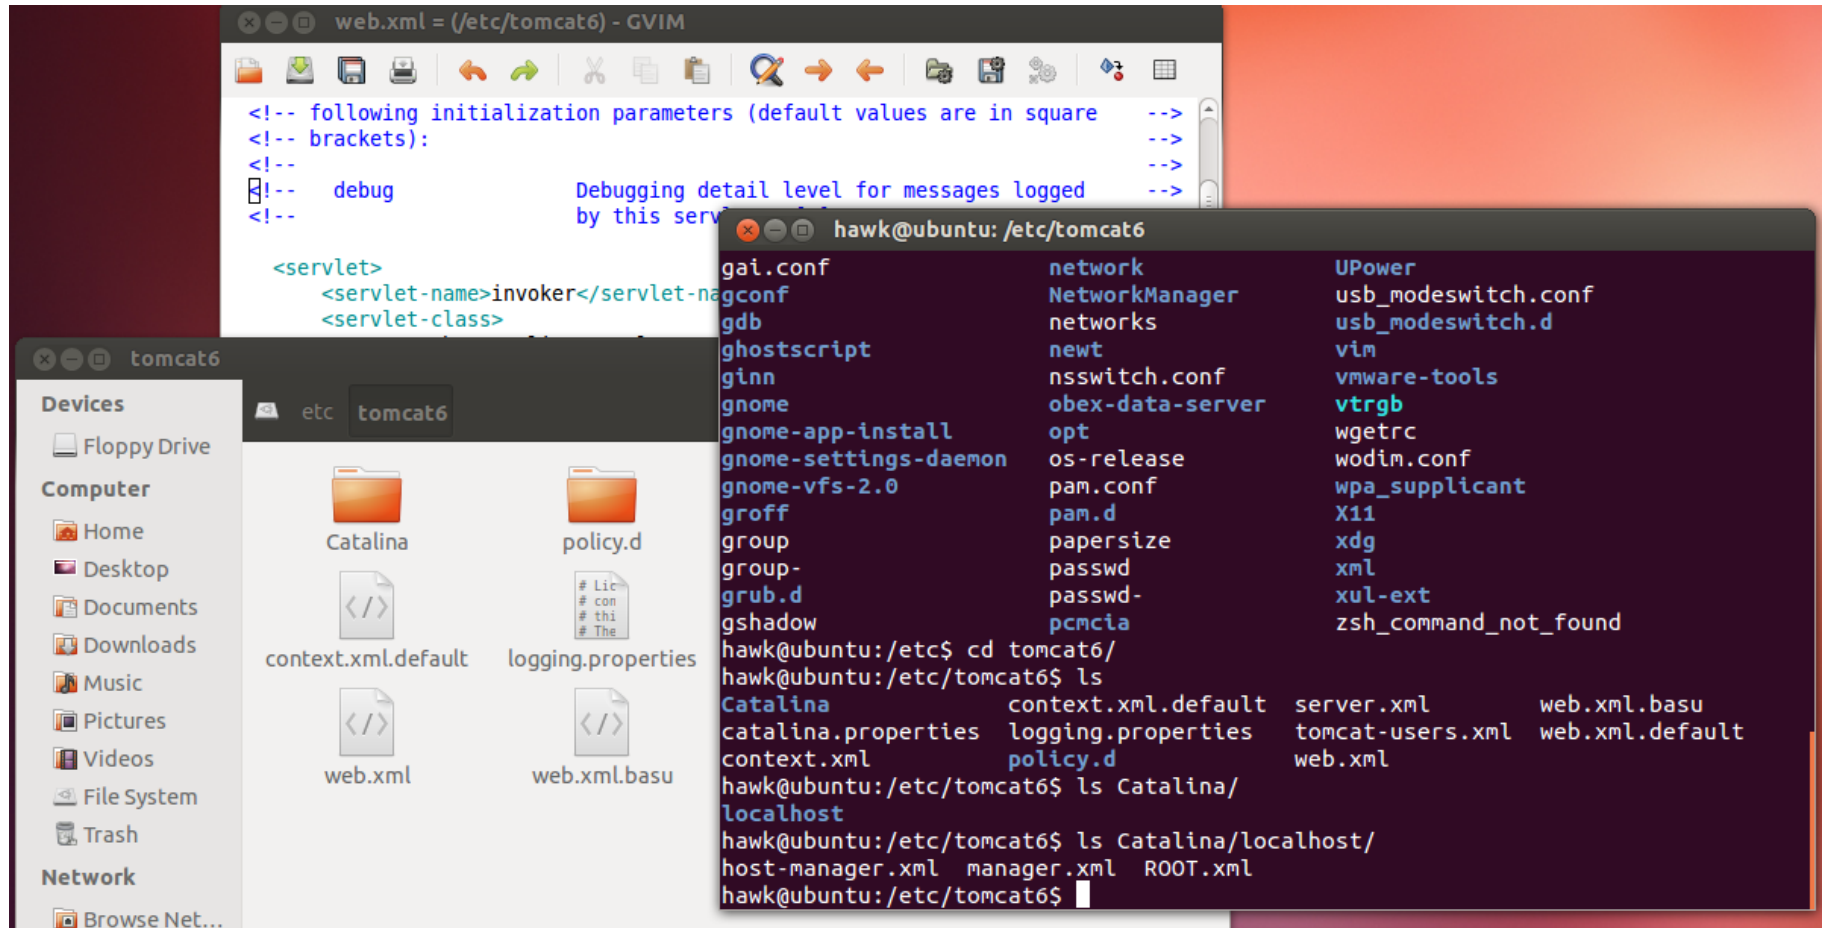 web.xml = (/etc/tomcat6) - GVIM
<!-- following initialization parameters (default values are in square -->
<!-- brackets): -->
<!-- -->
<!-- debug Debugging detail level for messages logged -->
<!-- by this serv
<servlet>
<servlet-name>invoker</servlet-na
<servlet-class>
tomcat6
Devices
Floppy Drive
Computer
Home
Desktop
Documents
Downloads
Music
Pictures
Videos
File System
Trash
Network
Browse Net...
etc tomcat6
Catalina policy.d
# Lic
# con
# thi
# The
context.xml.default logging.properties
web.xml web.xml.basu
hawk@ubuntu: /etc/tomcat6
gai.conf network UPower
gconf NetworkManager usb_modeswitch.conf
gdb networks usb_modeswitch.d
ghostscript newt vim
ginn nsswitch.conf vmware-tools
gnome obex-data-server vtrgb
gnome-app-install opt wgetrc
gnome-settings-daemon os-release wodim.conf
gnome-vfs-2.0 pam.conf wpa_supplicant
groff pam.d X11
group papersize xdg
group- passwd xml
grub.d passwd- xul-ext
gshadow pcmcia zsh_command_not_found
hawk@ubuntu:/etc$ cd tomcat6/
hawk@ubuntu:/etc/tomcat6$ ls
Catalina context.xml.default server.xml web.xml.basu
catalina.properties logging.properties tomcat-users.xml web.xml.default
context.xml policy.d web.xml
hawk@ubuntu:/etc/tomcat6$ ls Catalina/
localhost
hawk@ubuntu:/etc/tomcat6$ ls Catalina/localhost/
host-manager.xml manager.xml ROOT.xml
hawk@ubuntu:/etc/tomcat6$